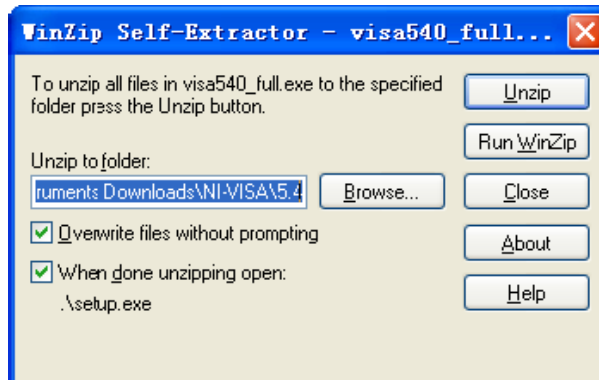 WinZip Self-Extractor - visa540_full...
To unzip all files in visa540_full.exe to the specified
folder press the Unzip button.
Unzip to folder:
ruments Downloads\NI-VISA\5.4
Browse...
Overwrite files without prompting
When done unzipping open:
.\setup.exe
Unzip
Run WinZip
Close
About
Help